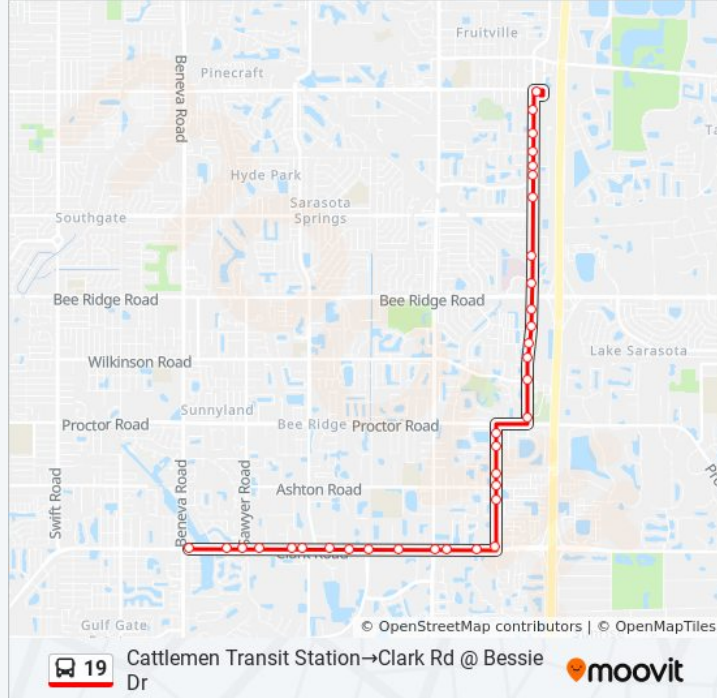 Fruitville
Pinecraft
Beneva Road
Hyde Park
Sarasota
Springs
Southgate
Bee Ridge Road
Bee Ridge Road
Wilkinson Road
Lake Sarasota
Sunnyland
Proctor Road
Bee Ridge
Proctor Road
Swift Road
Beneva Road
Sawyer Road
Ashton Road
Clark Road
Gulf Gate
© OpenStreetMap contributors | © OpenMapTiles
19
Cattlemen Transit Station→Clark Rd @ Bessie
Dr
moovit